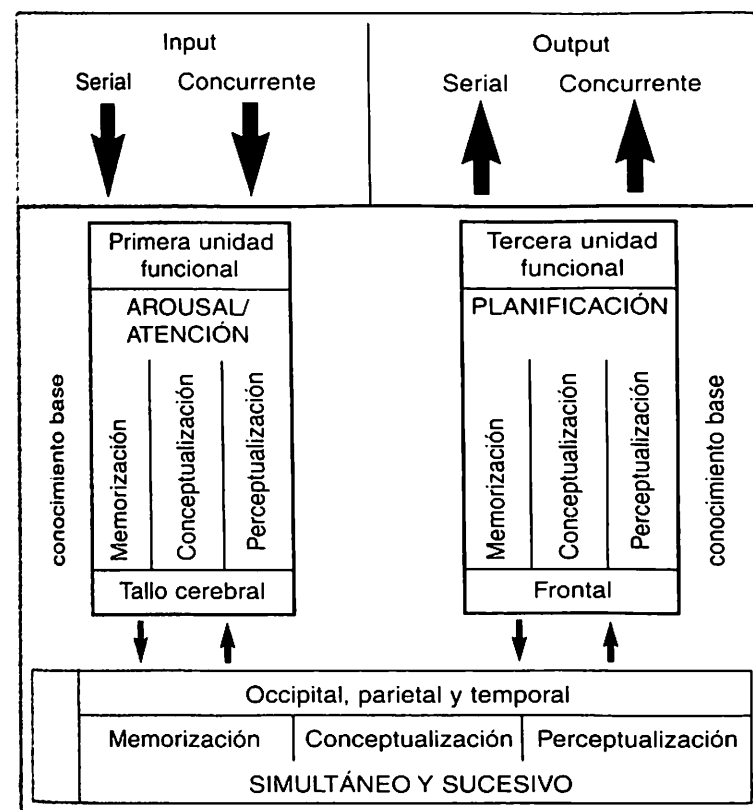 Input
Output
Serial
Concurrente
Serial
Concurrente
Primera unidad
funcional
AROUSAL/
ATENCIÓN
Memorización
Conceptualización
Perceptualización
Tallo cerebral
conocimiento base
Tercera unidad
funcional
PLANIFICACIÓN
Memorización
Conceptualización
Perceptualización
Frontal
conocimiento base
Occipital, parietal y temporal
Memorización
Conceptualización
Perceptualización
SIMULTÁNEO Y SUCESIVO